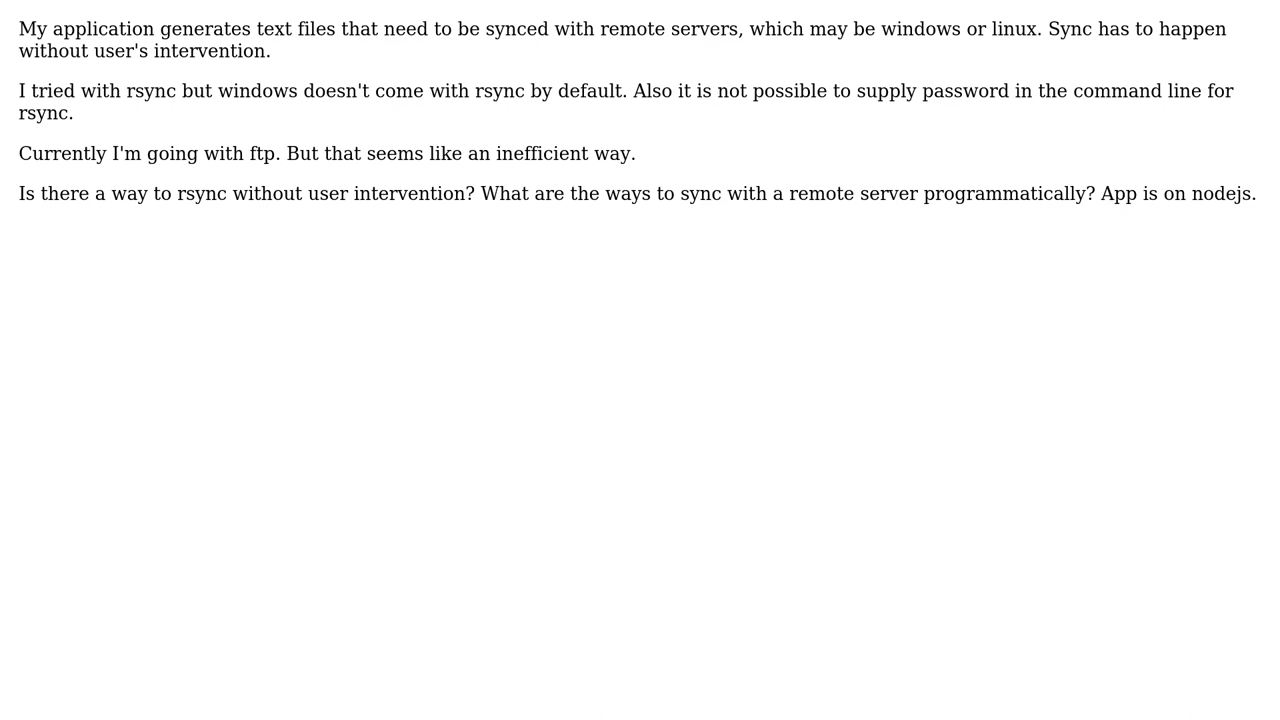 My application generates text files that need to be synced with remote servers, which may be windows or linux. Sync has to happen
without user's intervention.
I tried with rsync but windows doesn't come with rsync by default. Also it is not possible to supply password in the command line for
rsync.
Currently I'm going with ftp. But that seems like an inefficient way.
Is there a way to rsync without user intervention? What are the ways to sync with a remote server programmatically? App is on nodejs.